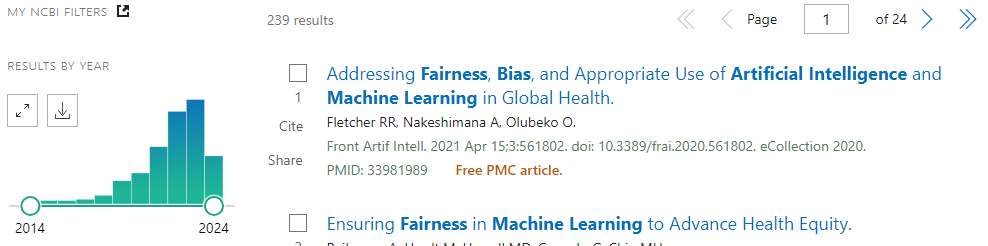 MY NCBI FILTERS
239 results
Page 1 of 24
RESULTS BY YEAR
2014 2024
Addressing Fairness, Bias, and Appropriate Use of Artificial Intelligence and
1
Machine Learning in Global Health.
Cite
Fletcher RR, Nakeshimana A, Olubeko O.
Share
Front Artif Intell. 2021 Apr 15;3:561802. doi: 10.3389/frai.2020.561802. eCollection 2020.
PMID: 33981989 Free PMC article.
Ensuring Fairness in Machine Learning to Advance Health Equity.